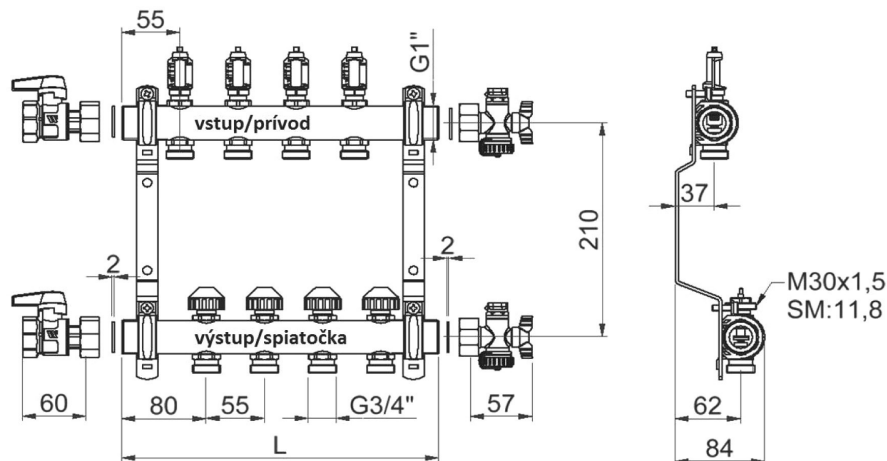 55
G1"
vstup/prívod
37
210
2
2
M30x1,5
SM:11,8
výstup/spiatočka
60
80
55
G3/4"
57
62
L
84